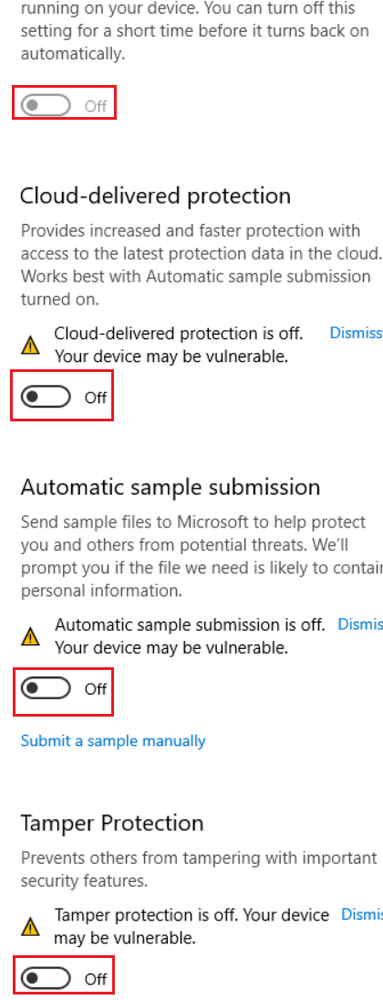 running on your device. You can turn off this
setting for a short time before it turns back on
automatically.
Off
Cloud-delivered protection
Provides increased and faster protection with
access to the latest protection data in the cloud.
Works best with Automatic sample submission
turned on.
Cloud-delivered protection is off. Dismiss
Your device may be vulnerable.
Off
Automatic sample submission
Send sample files to Microsoft to help protect
you and others from potential threats. We'll
prompt you if the file we need is likely to contai
personal information.
Automatic sample submission is off. Dismis
Your device may be vulnerable.
Off
Submit a sample manually
Tamper Protection
Prevents others from tampering with important
security features.
Tamper protection is off. Your device Dismis
may be vulnerable.
Off